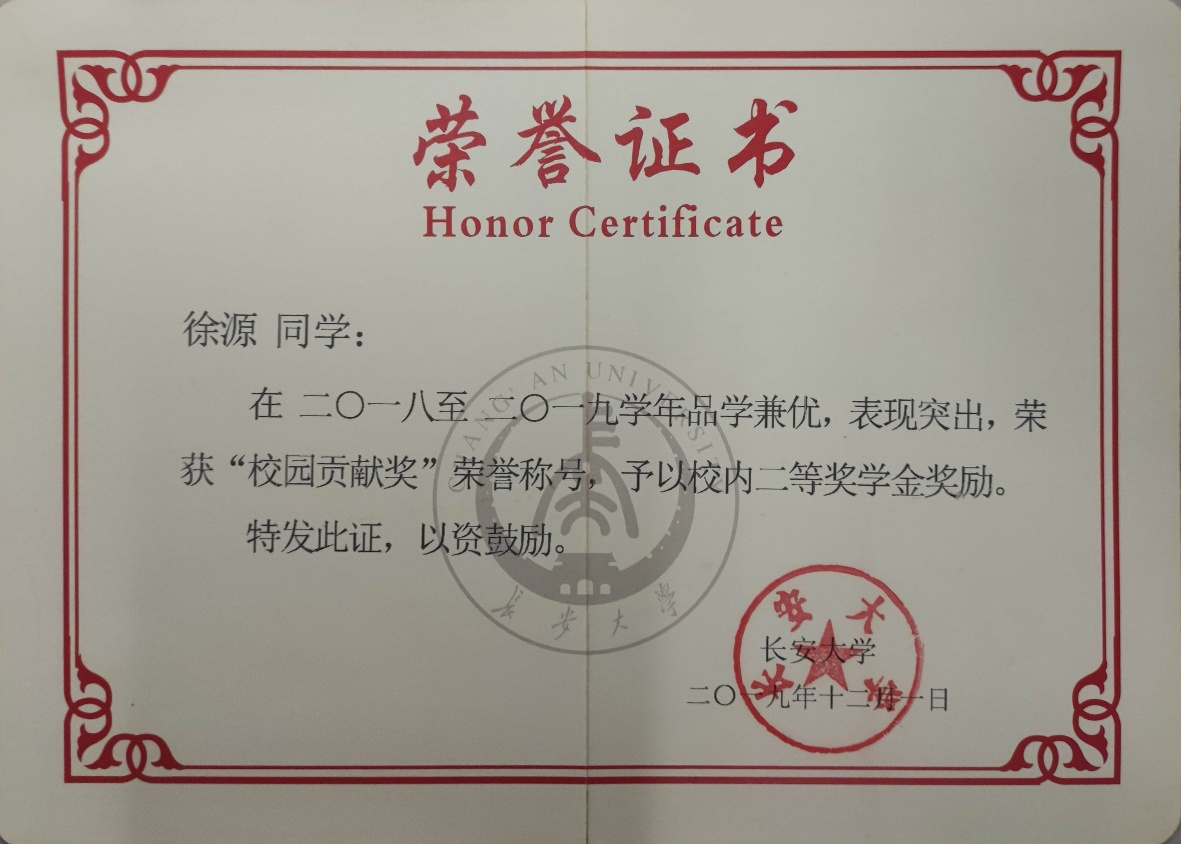 荣誉证书
Honor Certificate
徐源 同学：
在 二〇一八至 二〇一九学年品学兼优，表现突出，荣
获“校园贡献奖”荣誉称号，予以校内二等奖学金奖励。
特发此证，以资鼓励。
CHANG'AN UNIVERSITY
長安大學
长安大学
长安大学
二〇一九年十二月一日